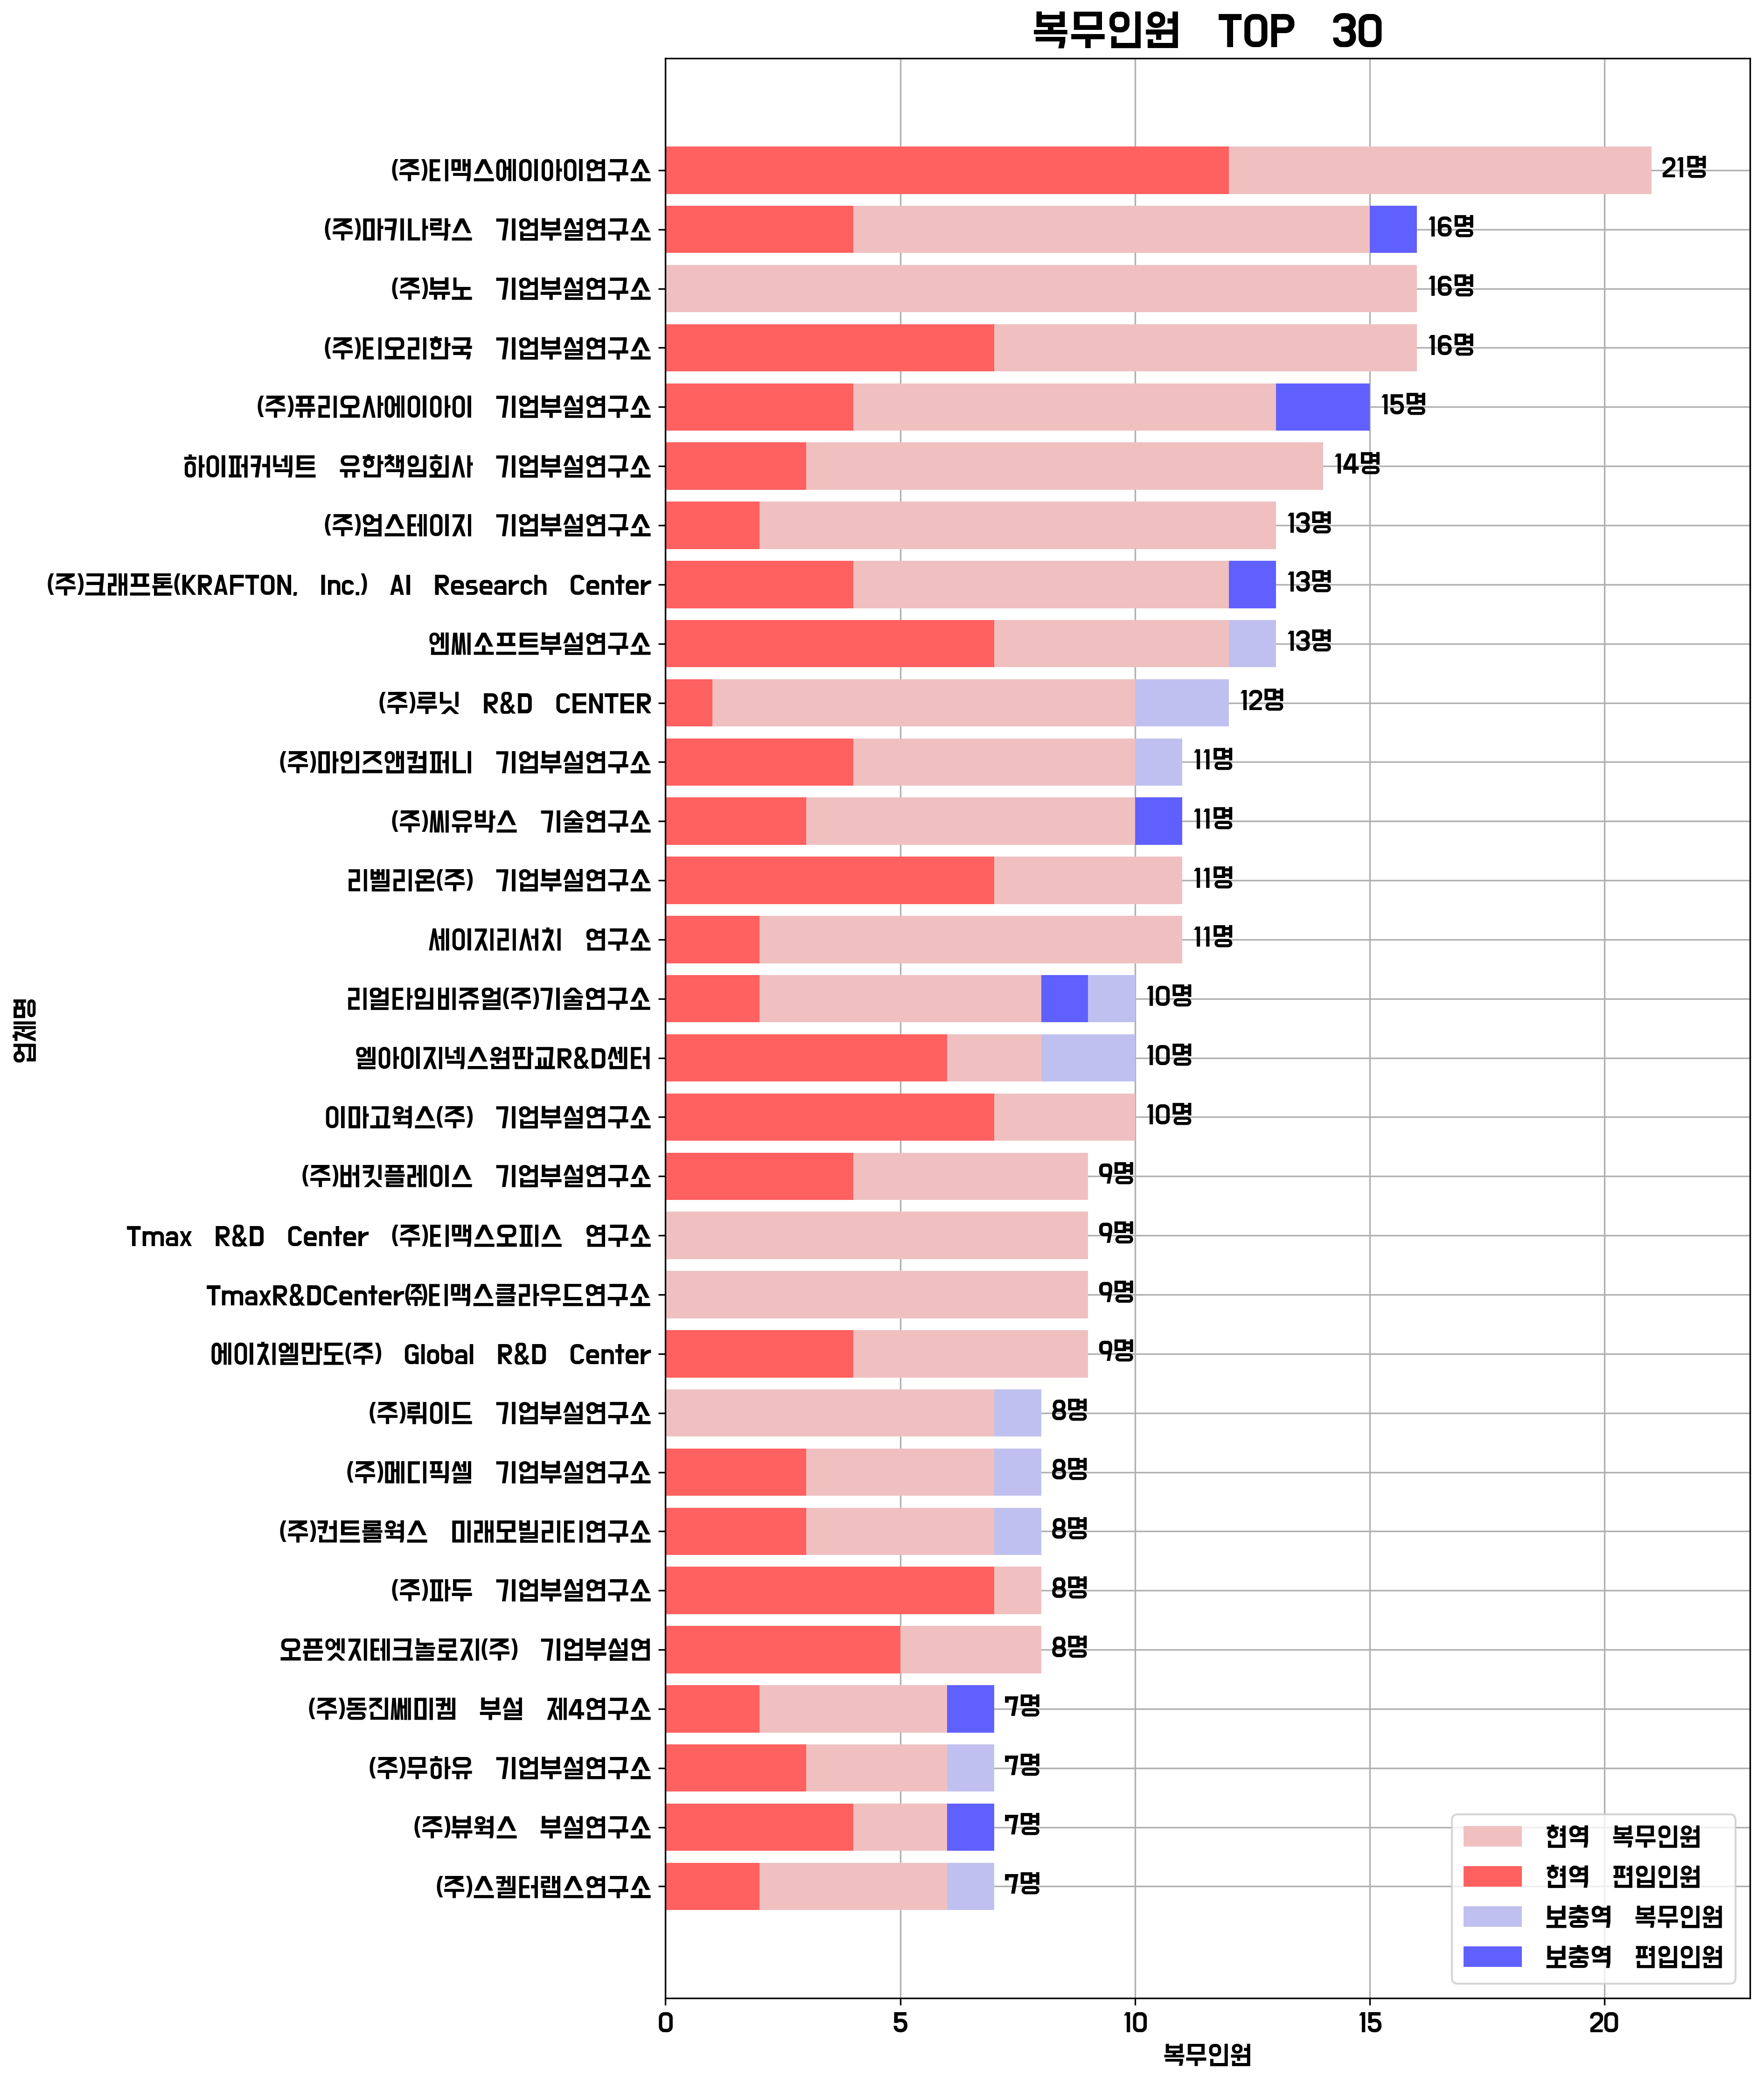 복무인원 TOP 30
(주)티맥스에이아이연구소 21명
(주)마키나락스 기업부설연구소 16명
(주)뷰노 기업부설연구소 16명
(주)티오리한국 기업부설연구소 16명
(주)퓨리오사에이아이 기업부설연구소 15명
하이퍼커넥트 유한책임회사 기업부설연구소 14명
(주)업스테이지 기업부설연구소 13명
(주)크래프톤(KRAFTON, Inc.) AI Research Center 13명
엔씨소프트부설연구소 13명
(주)루닛 R&D CENTER 12명
(주)마인즈앤컴퍼니 기업부설연구소 11명
(주)씨유박스 기술연구소 11명
리벨리온(주) 기업부설연구소 11명
세이지리서치 연구소 11명
리얼타임비쥬얼(주)기술연구소 10명
엘아이지넥스원판교R&D센터 10명
이마고웍스(주) 기업부설연구소 10명
(주)버킷플레이스 기업부설연구소 9명
Tmax R&D Center (주)티맥스오피스 연구소 9명
TmaxR&DCenter㈜티맥스클라우드연구소 9명
에이치엘만도(주) Global R&D Center 9명
(주)뤼이드 기업부설연구소 8명
(주)메디픽셀 기업부설연구소 8명
(주)컨트롤웍스 미래모빌리티연구소 8명
(주)파두 기업부설연구소 8명
오픈엣지테크놀로지(주) 기업부설연 8명
(주)동진쎄미켐 부설 제4연구소 7명
(주)무하유 기업부설연구소 7명
(주)뷰웍스 부설연구소 7명
(주)스켈터랩스연구소 7명
업체명
현역 복무인원
현역 편입인원
보충역 복무인원
보충역 편입인원
0 5 10 15 20
복무인원